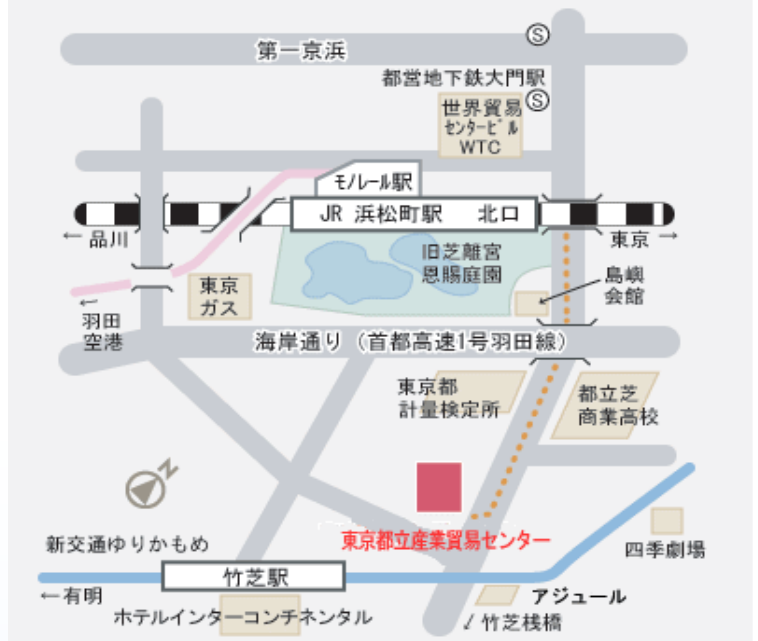 第一京浜
Ⓢ
都営地下鉄大門駅
Ⓢ
世界貿易
センタービル
WTC
モノレール駅
JR 浜松町駅 北口
← 品川
東京 →
旧芝離宮
恩賜庭園
東京
ガス
島嶼
会館
←
羽田
空港
海岸通り (首都高速1号羽田線)
東京都
計量検定所
都立芝
商業高校
N
東京都立産業貿易センター
新交通ゆりかもめ
四季劇場
竹芝駅
←有明
アジュール
ホテルインターコンチネンタル
↙ 竹芝桟橋